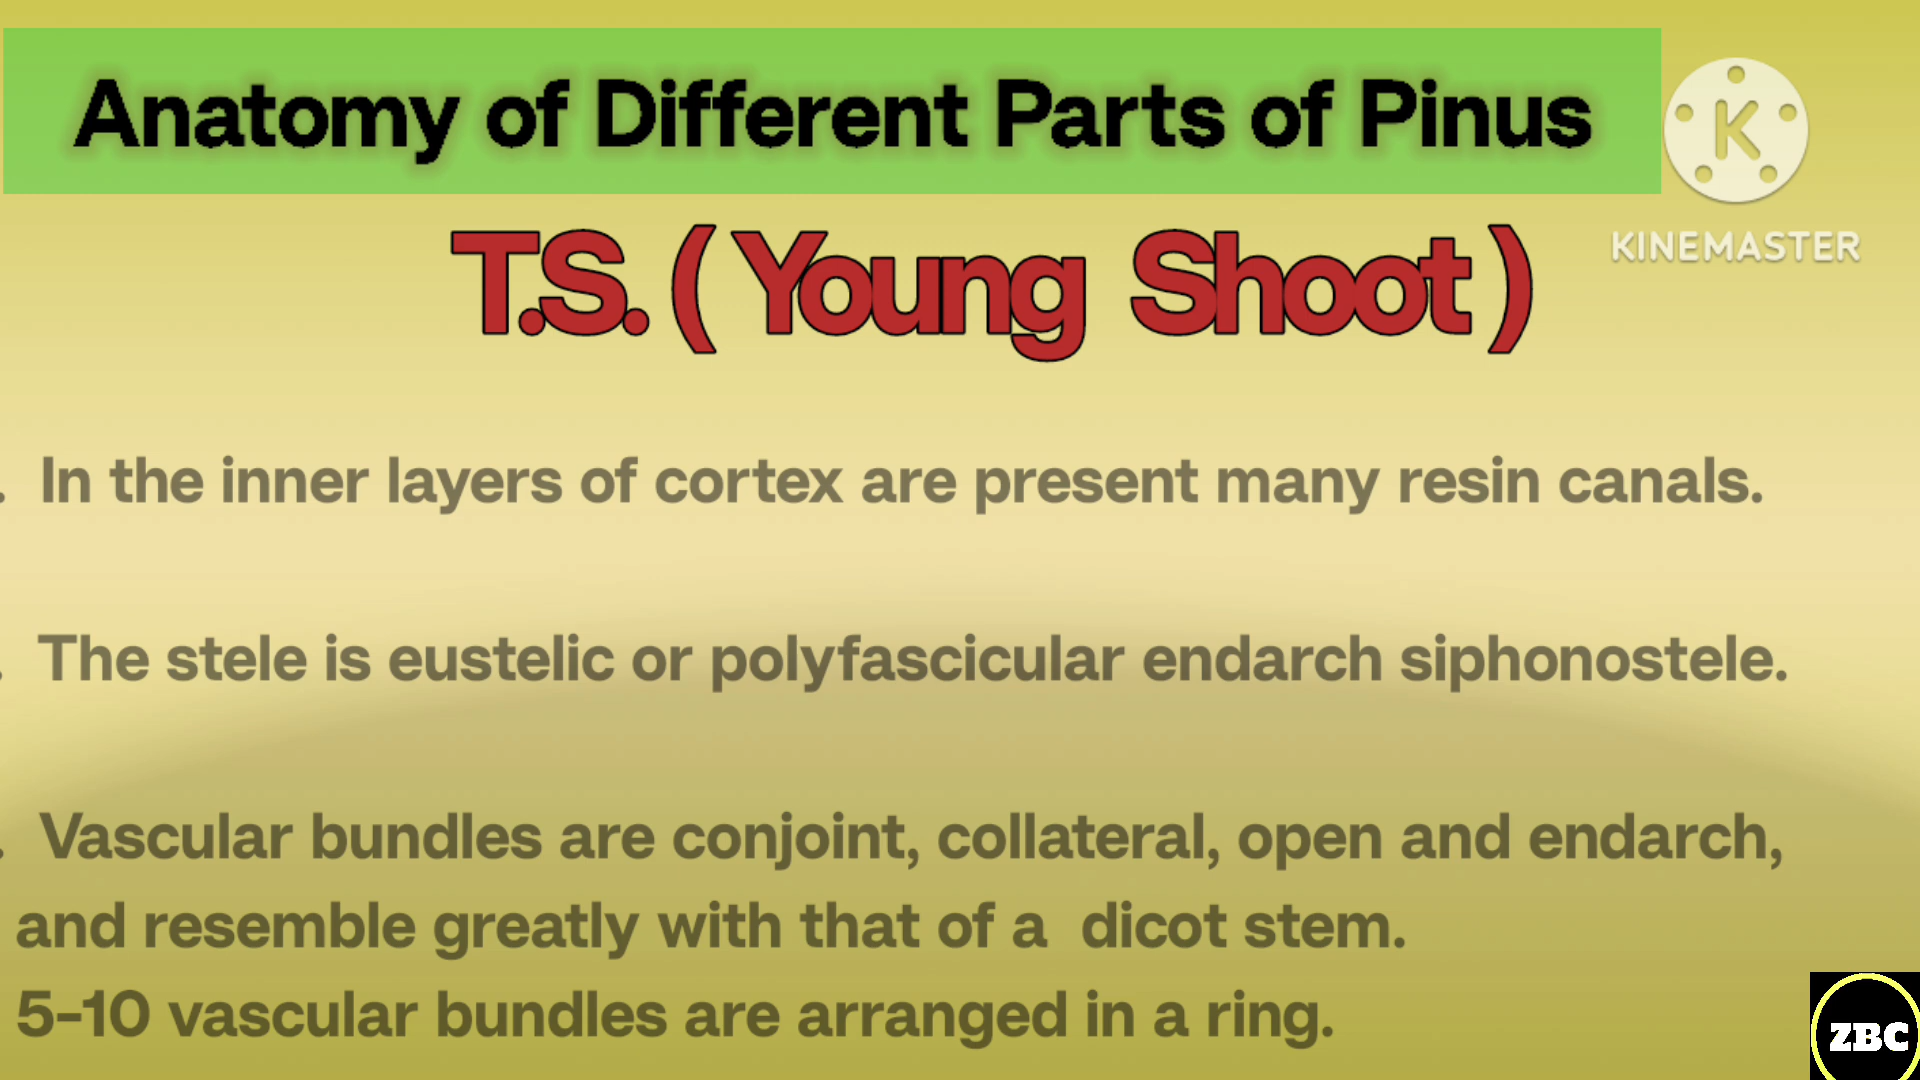 Anatomy of Different Parts of Pinus
K
KINEMASTER
T.S. ( Young Shoot )
. In the inner layers of cortex are present many resin canals.
. The stele is eustelic or polyfascicular endarch siphonostele.
. Vascular bundles are conjoint, collateral, open and endarch,
and resemble greatly with that of a dicot stem.
5-10 vascular bundles are arranged in a ring.
ZBC